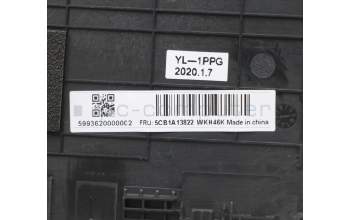 YL-1PPG
2020.1.7
59936200000C2
FRU: 5CB1A13822 WKH46K Made in china